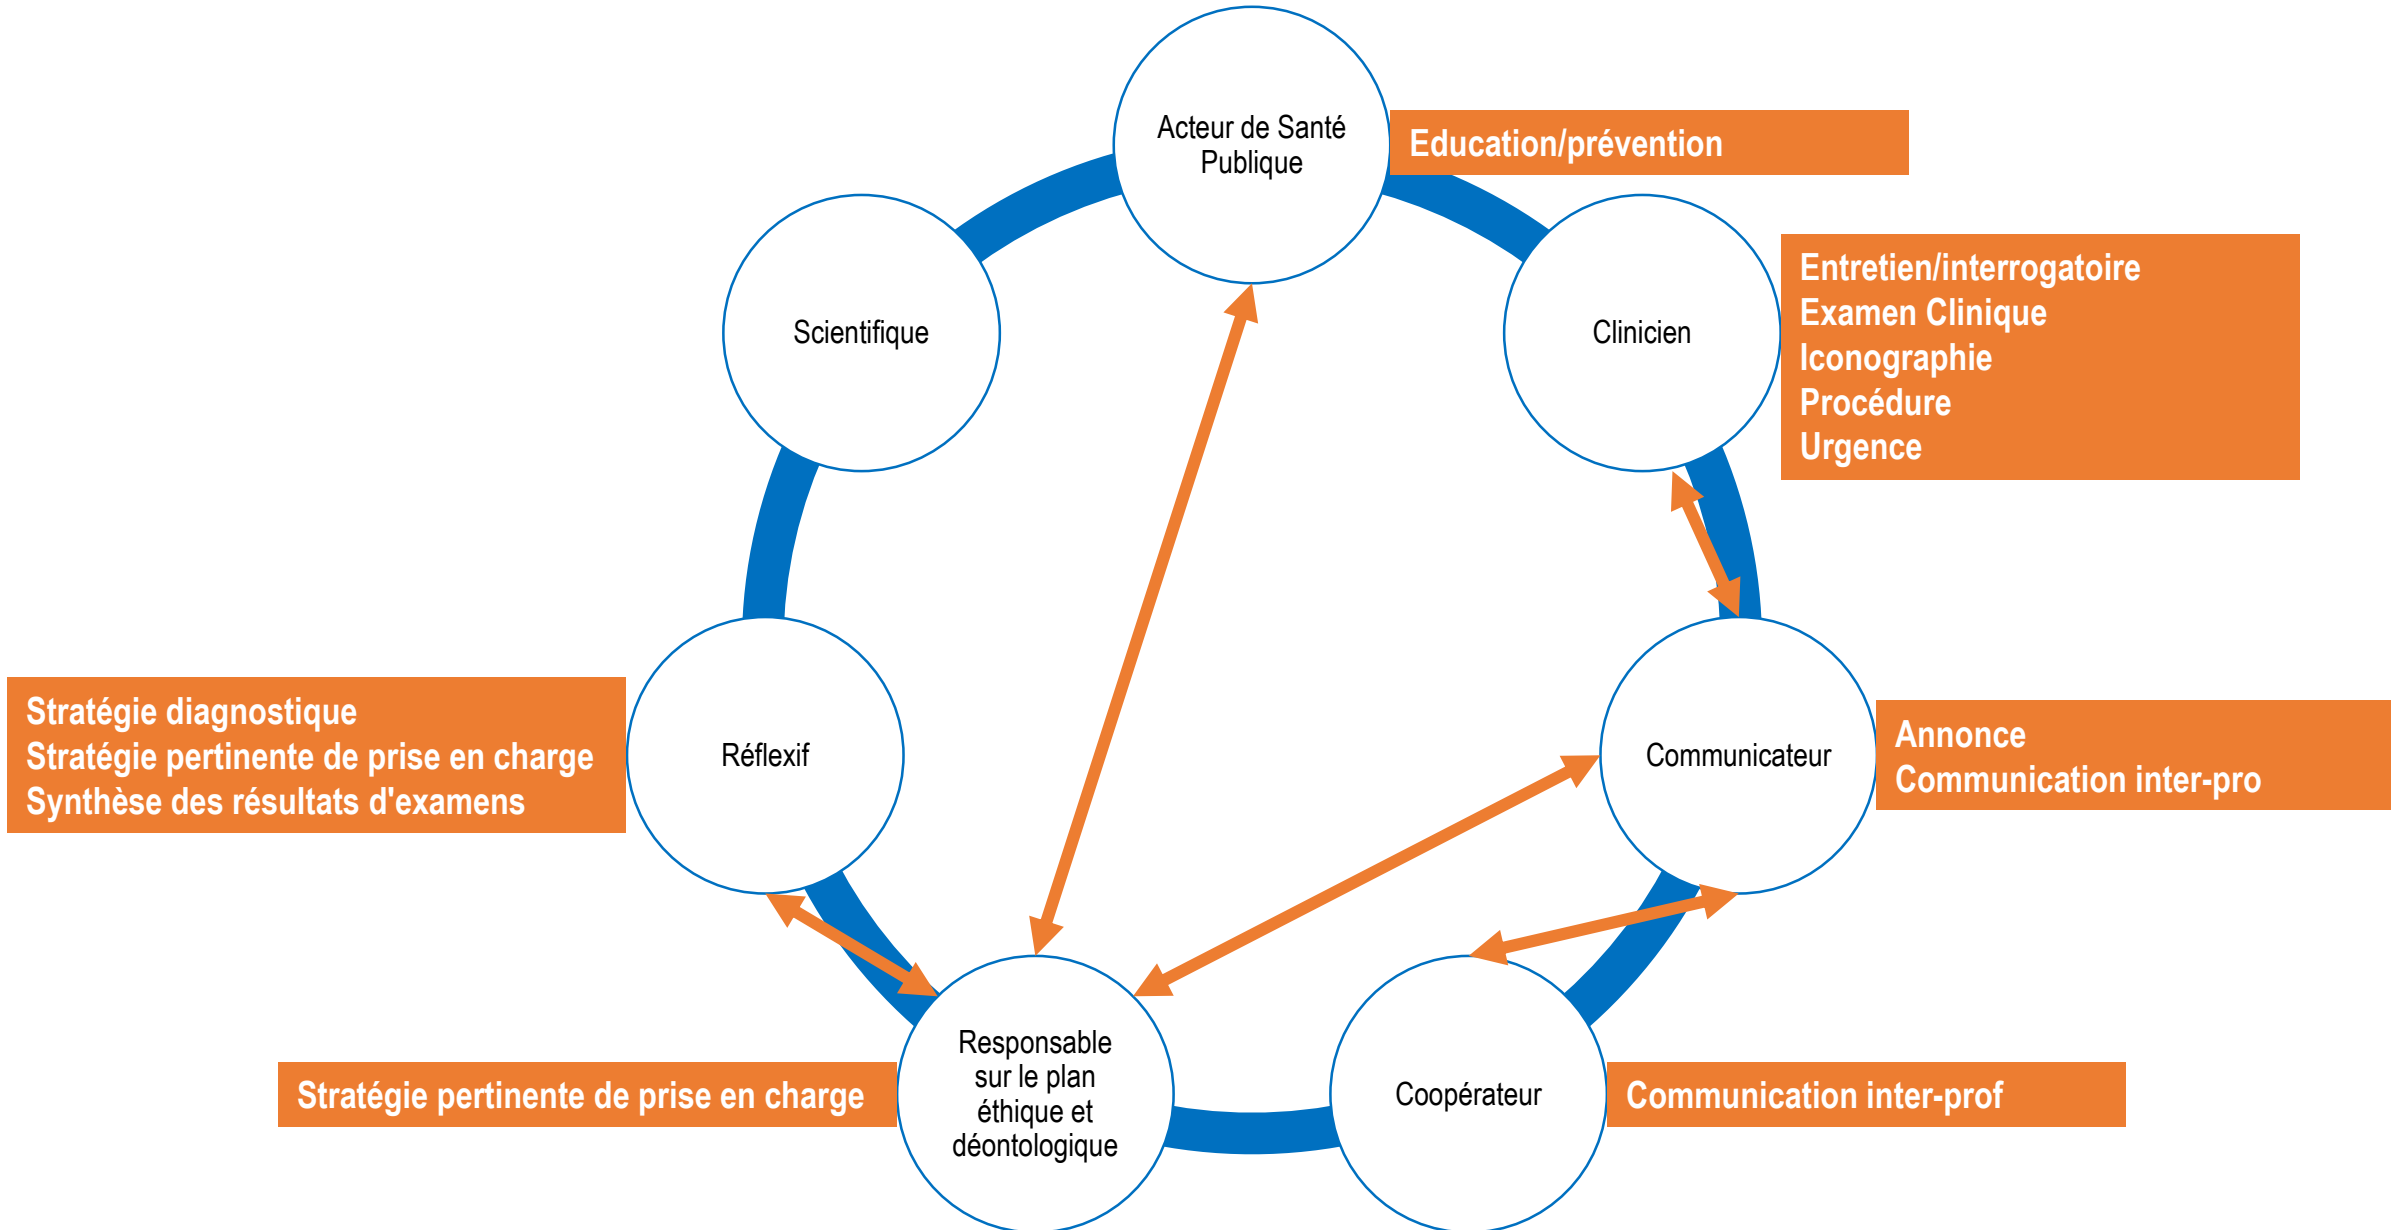 Acteur de Santé
Publique
Education/prévention
Scientifique
Clinicien
Entretien/interrogatoire
Examen Clinique
Iconographie
Procédure
Urgence
Stratégie diagnostique
Stratégie pertinente de prise en charge
Synthèse des résultats d'examens
Réflexif
Communicateur
Annonce
Communication inter-pro
Stratégie pertinente de prise en charge
Responsable
sur le plan
éthique et
déontologique
Coopérateur
Communication inter-prof